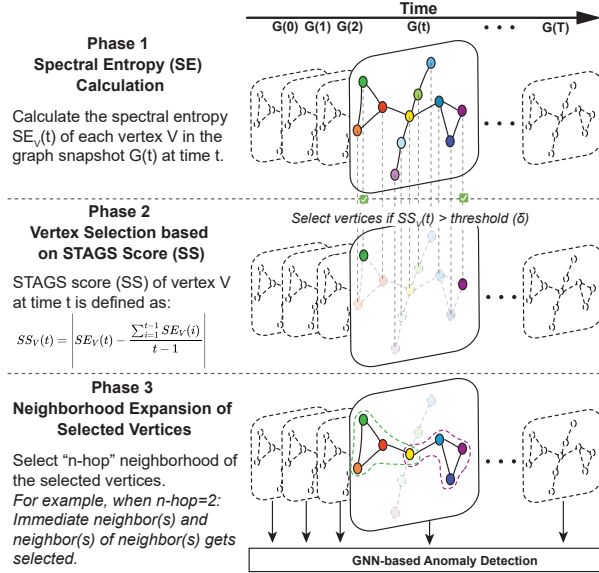 Time
G(0) G(1) G(2) G(t) • • • G(T)
Phase 1
Spectral Entropy (SE)
Calculation
Calculate the spectral entropy
SE_V(t) of each vertex V in the
graph snapshot G(t) at time t.
Phase 2
Vertex Selection based
on STAGS Score (SS)
Select vertices if SS_V(t) > threshold (δ)
STAGS score (SS) of vertex V
at time t is defined as:
SS_V(t) = | SE_V(t) − \frac{\sum_{i=1}^{t−1} SE_V(i)}{t − 1} |
Phase 3
Neighborhood Expansion of
Selected Vertices
Select “n-hop” neighborhood of
the selected vertices.
For example, when n-hop=2:
Immediate neighbor(s) and
neighbor(s) of neighbor(s) gets
selected.
GNN-based Anomaly Detection